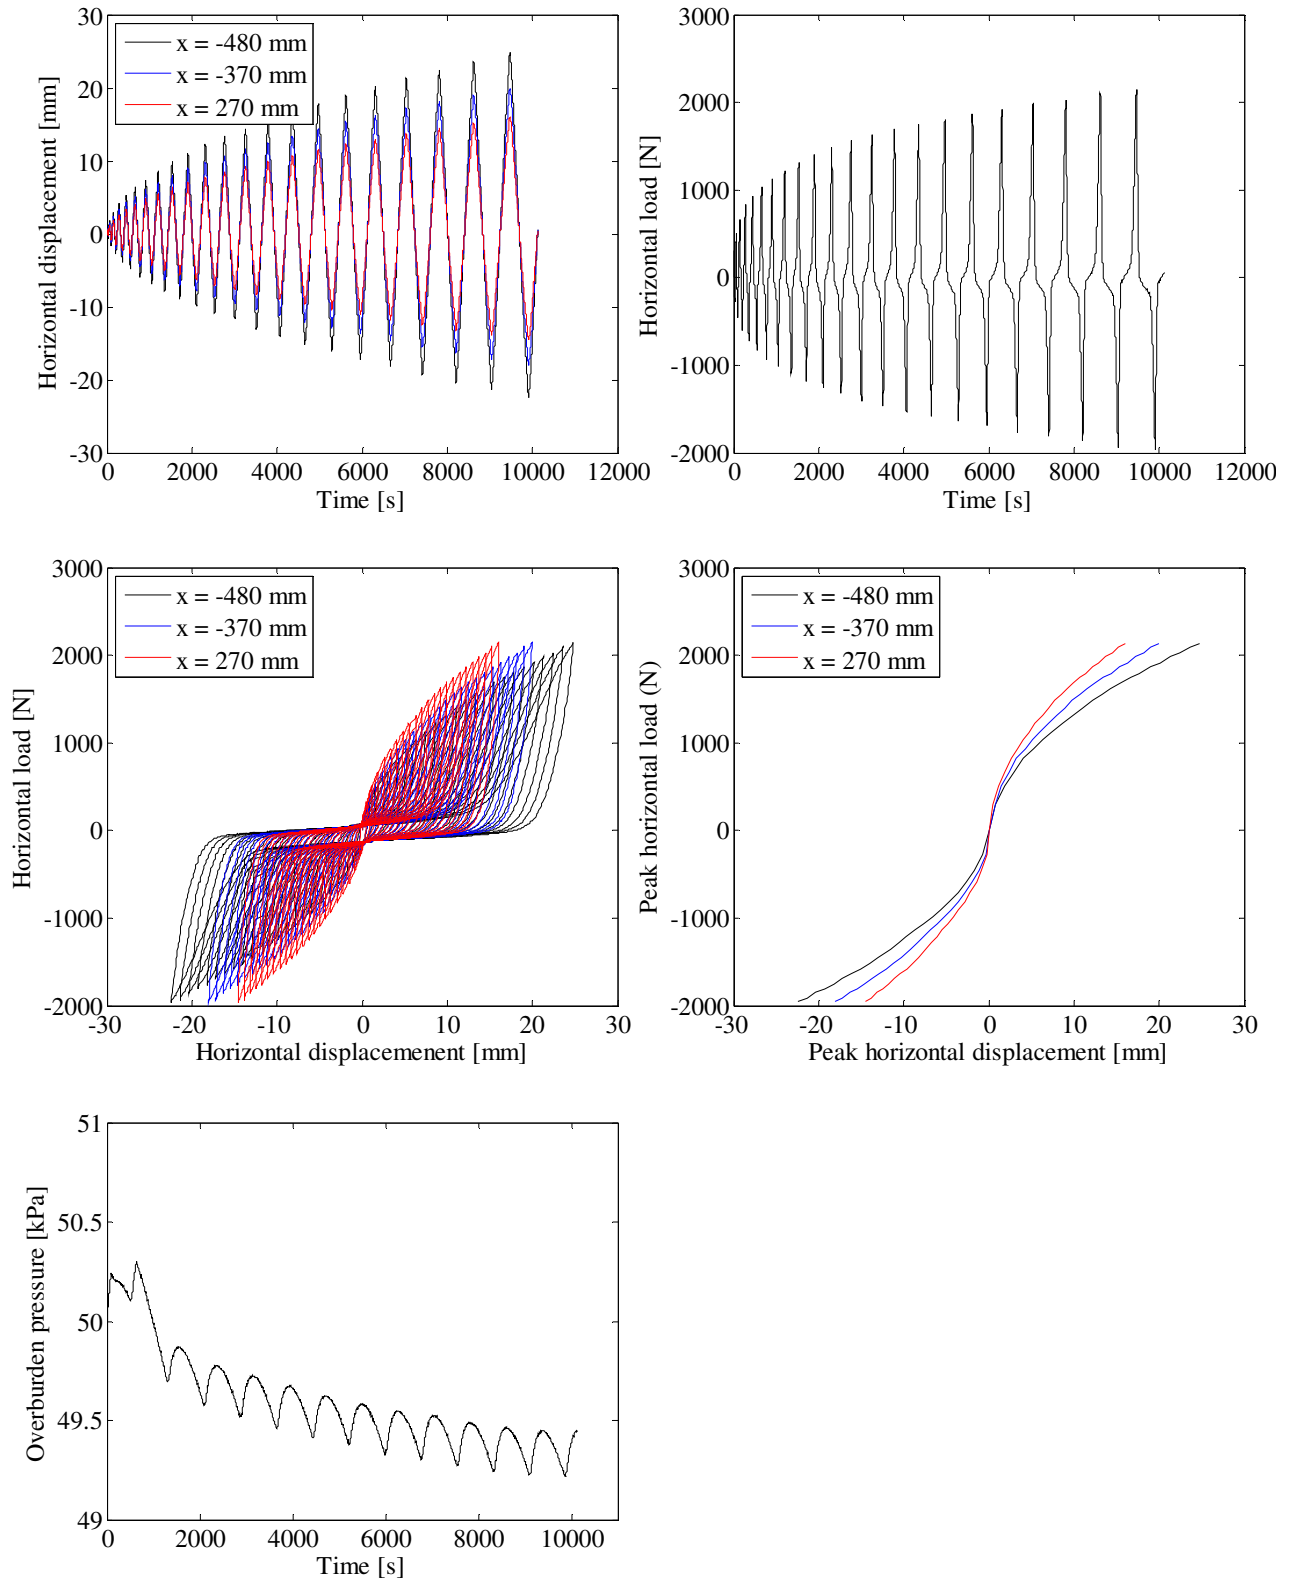 30
20
10
0
-10
-20
-30
0 2000 4000 6000 8000 10000 12000
Time [s]
Horizontal displacement [mm]
x = -480 mm
x = -370 mm
x = 270 mm
3000
2000
1000
0
-1000
-2000
0 2000 4000 6000 8000 10000 12000
Time [s]
Horizontal load [N]
3000
2000
1000
0
-1000
-2000
-30 -20 -10 0 10 20 30
Horizontal displacemenent [mm]
Horizontal load [N]
x = -480 mm
x = -370 mm
x = 270 mm
3000
2000
1000
0
-1000
-2000
-30 -20 -10 0 10 20 30
Peak horizontal displacement [mm]
Peak horizontal load (N)
x = -480 mm
x = -370 mm
x = 270 mm
51
50.5
50
49.5
49
0 2000 4000 6000 8000 10000
Time [s]
Overburden pressure [kPa]